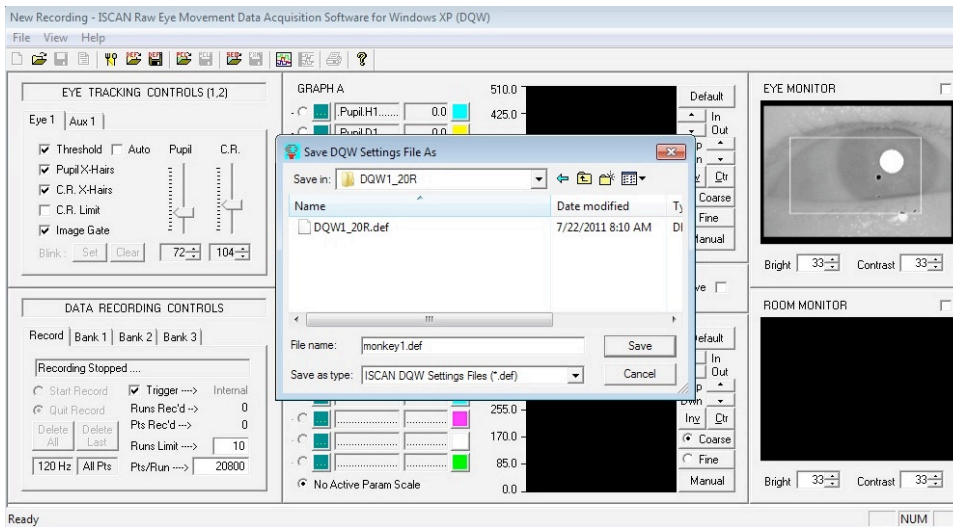 New Recording - ISCAN Raw Eye Movement Data Acquisition Software for Windows XP (DQW)
File View Help
EYE TRACKING CONTROLS (1,2)
Eye 1 Aux 1
Threshold Auto Pupil C.R.
Pupil X-Hairs
C.R. X-Hairs
C.R. Limit
Image Gate
Blink : Set Clear 72 104
DATA RECORDING CONTROLS
Record Bank 1 Bank 2 Bank 3
Recording Stopped ....
Start Record Trigger ----> Internal
Quit Record Runs Rec'd --> 0
Delete All Delete Last Pts Rec'd ---> 0
Runs Limit ----> 10
120 Hz All Pts Pts/Run ----> 20800
GRAPH A 510.0 Default
.Pupil.H1....... 0.0 425.0 In
Out
Ctr
Coarse
Fine
Save DQW Settings File As
Save in: DQW1_20R
Name Date modified
DQW1_20R.def 7/22/2011 8:10 AM
File name: monkey1.def Save
Save as type: ISCAN DQW Settings Files (*.def) Cancel
In
Out
255.0 Inv Ctr
170.0 Coarse
85.0 Fine
No Active Param Scale 0.0 Manual
EYE MONITOR
Bright 33 Contrast 33
ROOM MONITOR
Bright 33 Contrast 33
Ready NUM